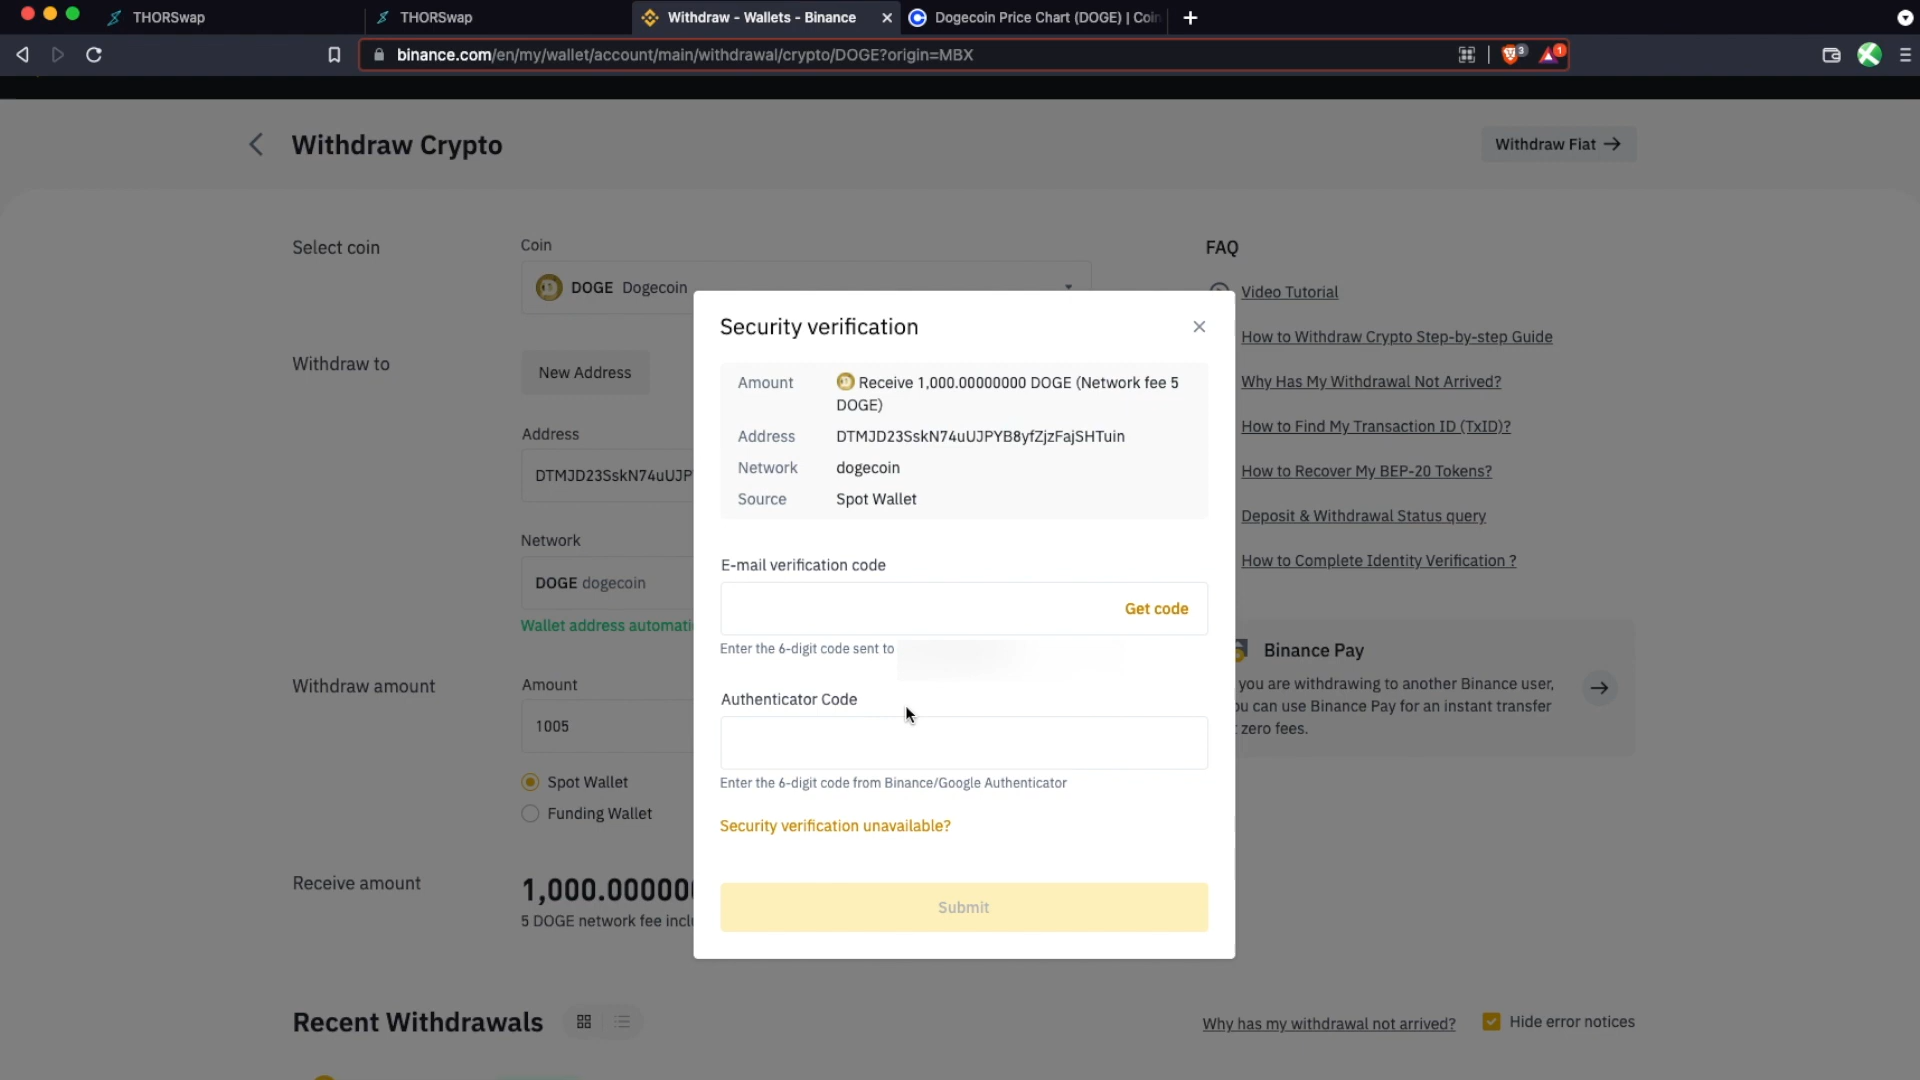 THORSwap
THORSwap
Withdraw - Wallets - Binance
Dogecoin Price Chart (DOGE) | Coin
binance.com/en/my/wallet/account/main/withdrawal/crypto/DOGE?origin=MBX
3
1
Withdraw Crypto
Withdraw Fiat
Select coin
Coin
DOGE Dogecoin
Withdraw to
New Address
Address
DTMJD23SskN74uUJP
Network
DOGE dogecoin
Wallet address automati
Withdraw amount
Amount
1005
Spot Wallet
Funding Wallet
Receive amount
1,000.00000
5 DOGE network fee incl
Security verification
Amount
Receive 1,000.00000000 DOGE (Network fee 5
DOGE)
Address
DTMJD23SskN74uUJPYB8yfZjzFajSHTuin
Network
dogecoin
Source
Spot Wallet
E-mail verification code
Get code
Enter the 6-digit code sent to
Authenticator Code
Enter the 6-digit code from Binance/Google Authenticator
Security verification unavailable?
Submit
FAQ
Video Tutorial
How to Withdraw Crypto Step-by-step Guide
Why Has My Withdrawal Not Arrived?
How to Find My Transaction ID (TxID)?
How to Recover My BEP-20 Tokens?
Deposit & Withdrawal Status query
How to Complete Identity Verification ?
Binance Pay
you are withdrawing to another Binance user,
ou can use Binance Pay for an instant transfer
zero fees.
Recent Withdrawals
Why has my withdrawal not arrived?
Hide error notices